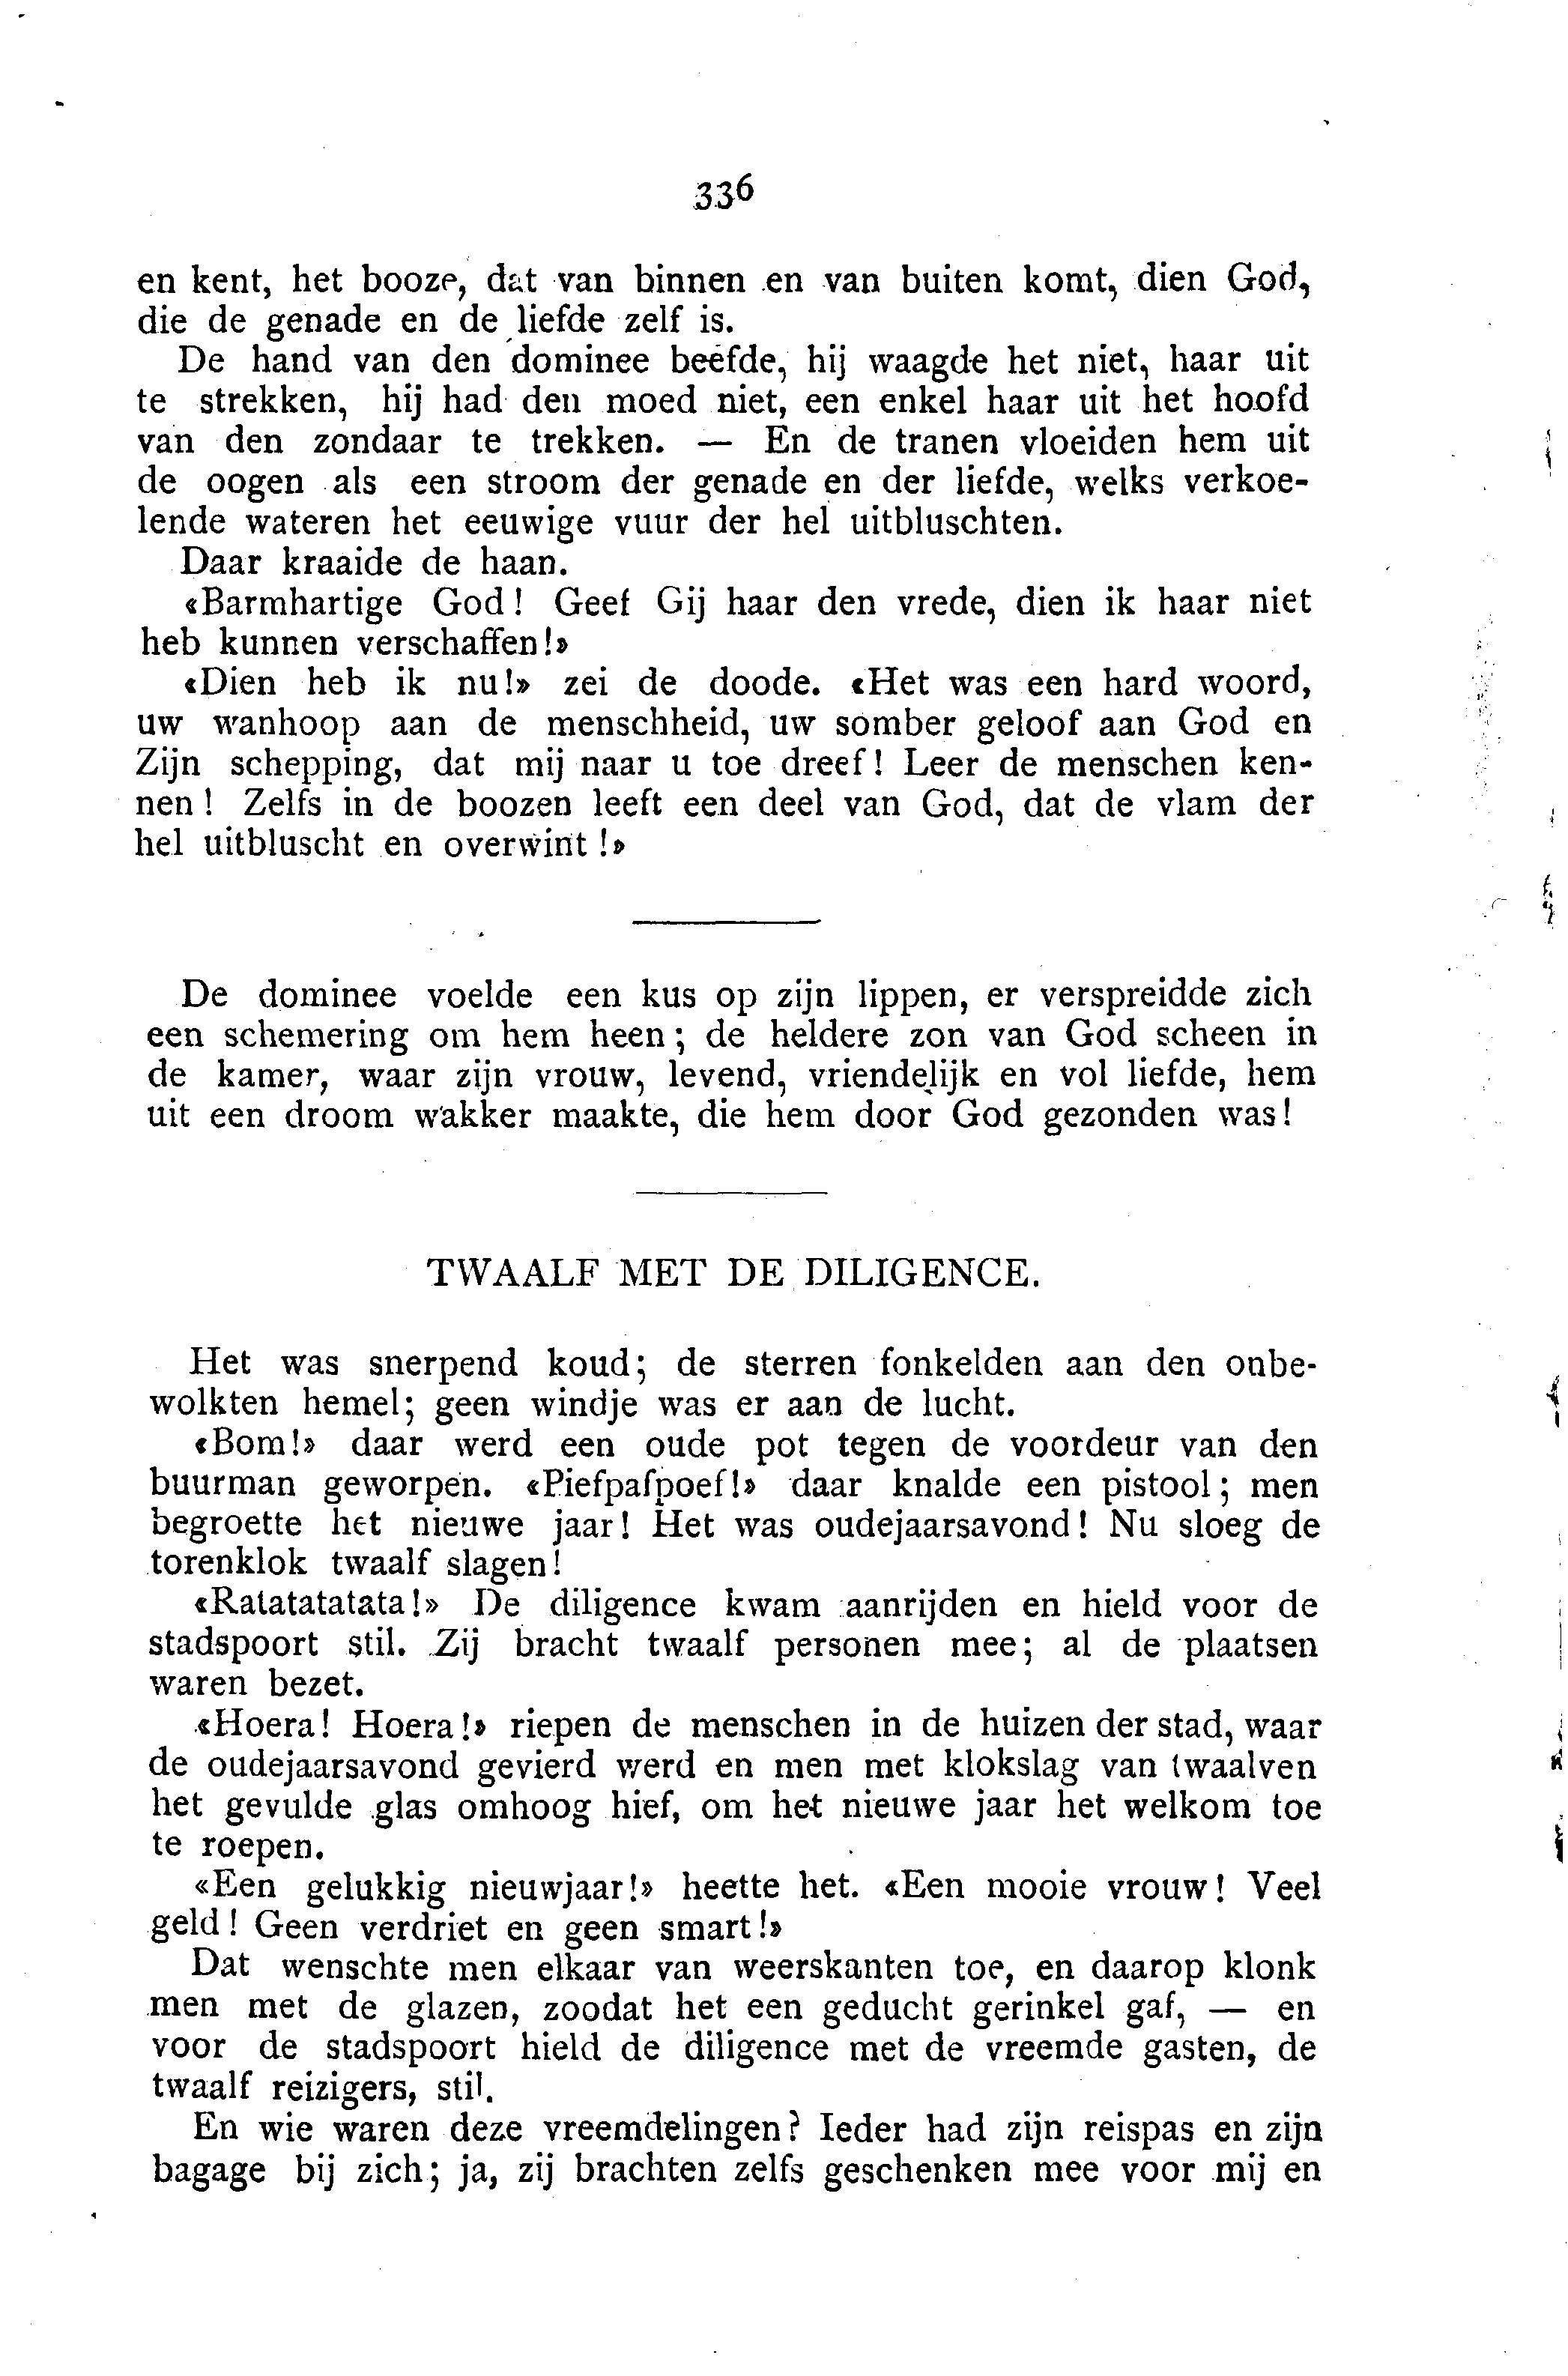 336
en kent, het booze, dat van binnen en van buiten komt, dien God,
die de genade en de liefde zelf is.
De hand van den dominee beefde, hij waagde het niet, haar uit
te strekken, hij had den moed niet, een enkel haar uit het hoofd
van den zondaar te trekken. — En de tranen vloeiden hem uit
de oogen als een stroom der genade en der liefde, welks verkoe-
lende wateren het eeuwige vuur der hel uitbluschten.
Daar kraaide de haan.
«Barmhartige God! Geef Gij haar den vrede, dien ik haar niet
heb kunnen verschaffen!»
«Dien heb ik nu!» zei de doode. «Het was een hard woord,
uw wanhoop aan de menschheid, uw somber geloof aan God en
Zijn schepping, dat mij naar u toe dreef! Leer de menschen ken-
nen! Zelfs in de boozen leeft een deel van God, dat de vlam der
hel uitbluscht en overwint!»
De dominee voelde een kus op zijn lippen, er verspreidde zich
een schemering om hem heen; de heldere zon van God scheen in
de kamer, waar zijn vrouw, levend, vriendelijk en vol liefde, hem
uit een droom wakker maakte, die hem door God gezonden was!
TWAALF MET DE DILIGENCE.
Het was snerpend koud; de sterren fonkelden aan den onbe-
wolkten hemel; geen windje was er aan de lucht.
«Bom!» daar werd een oude pot tegen de voordeur van den
buurman geworpen. «Piefpafpoef!» daar knalde een pistool; men
begroette het nieuwe jaar! Het was oudejaarsavond! Nu sloeg de
torenklok twaalf slagen!
«Ratatatatata!» De diligence kwam aanrijden en hield voor de
stadspoort stil. Zij bracht twaalf personen mee; al de plaatsen
waren bezet.
«Hoera! Hoera!» riepen de menschen in de huizen der stad, waar
de oudejaarsavond gevierd werd en men met klokslag van twaalven
het gevulde glas omhoog hief, om het nieuwe jaar het welkom toe
te roepen.
«Een gelukkig nieuwjaar!» heette het. «Een mooie vrouw! Veel
geld! Geen verdriet en geen smart!»
Dat wenschte men elkaar van weerskanten toe, en daarop klonk
men met de glazen, zoodat het een geducht gerinkel gaf, — en
voor de stadspoort hield de diligence met de vreemde gasten, de
twaalf reizigers, stil.
En wie waren deze vreemdelingen? Ieder had zijn reispas en zijn
bagage bij zich; ja, zij brachten zelfs geschenken mee voor mij en